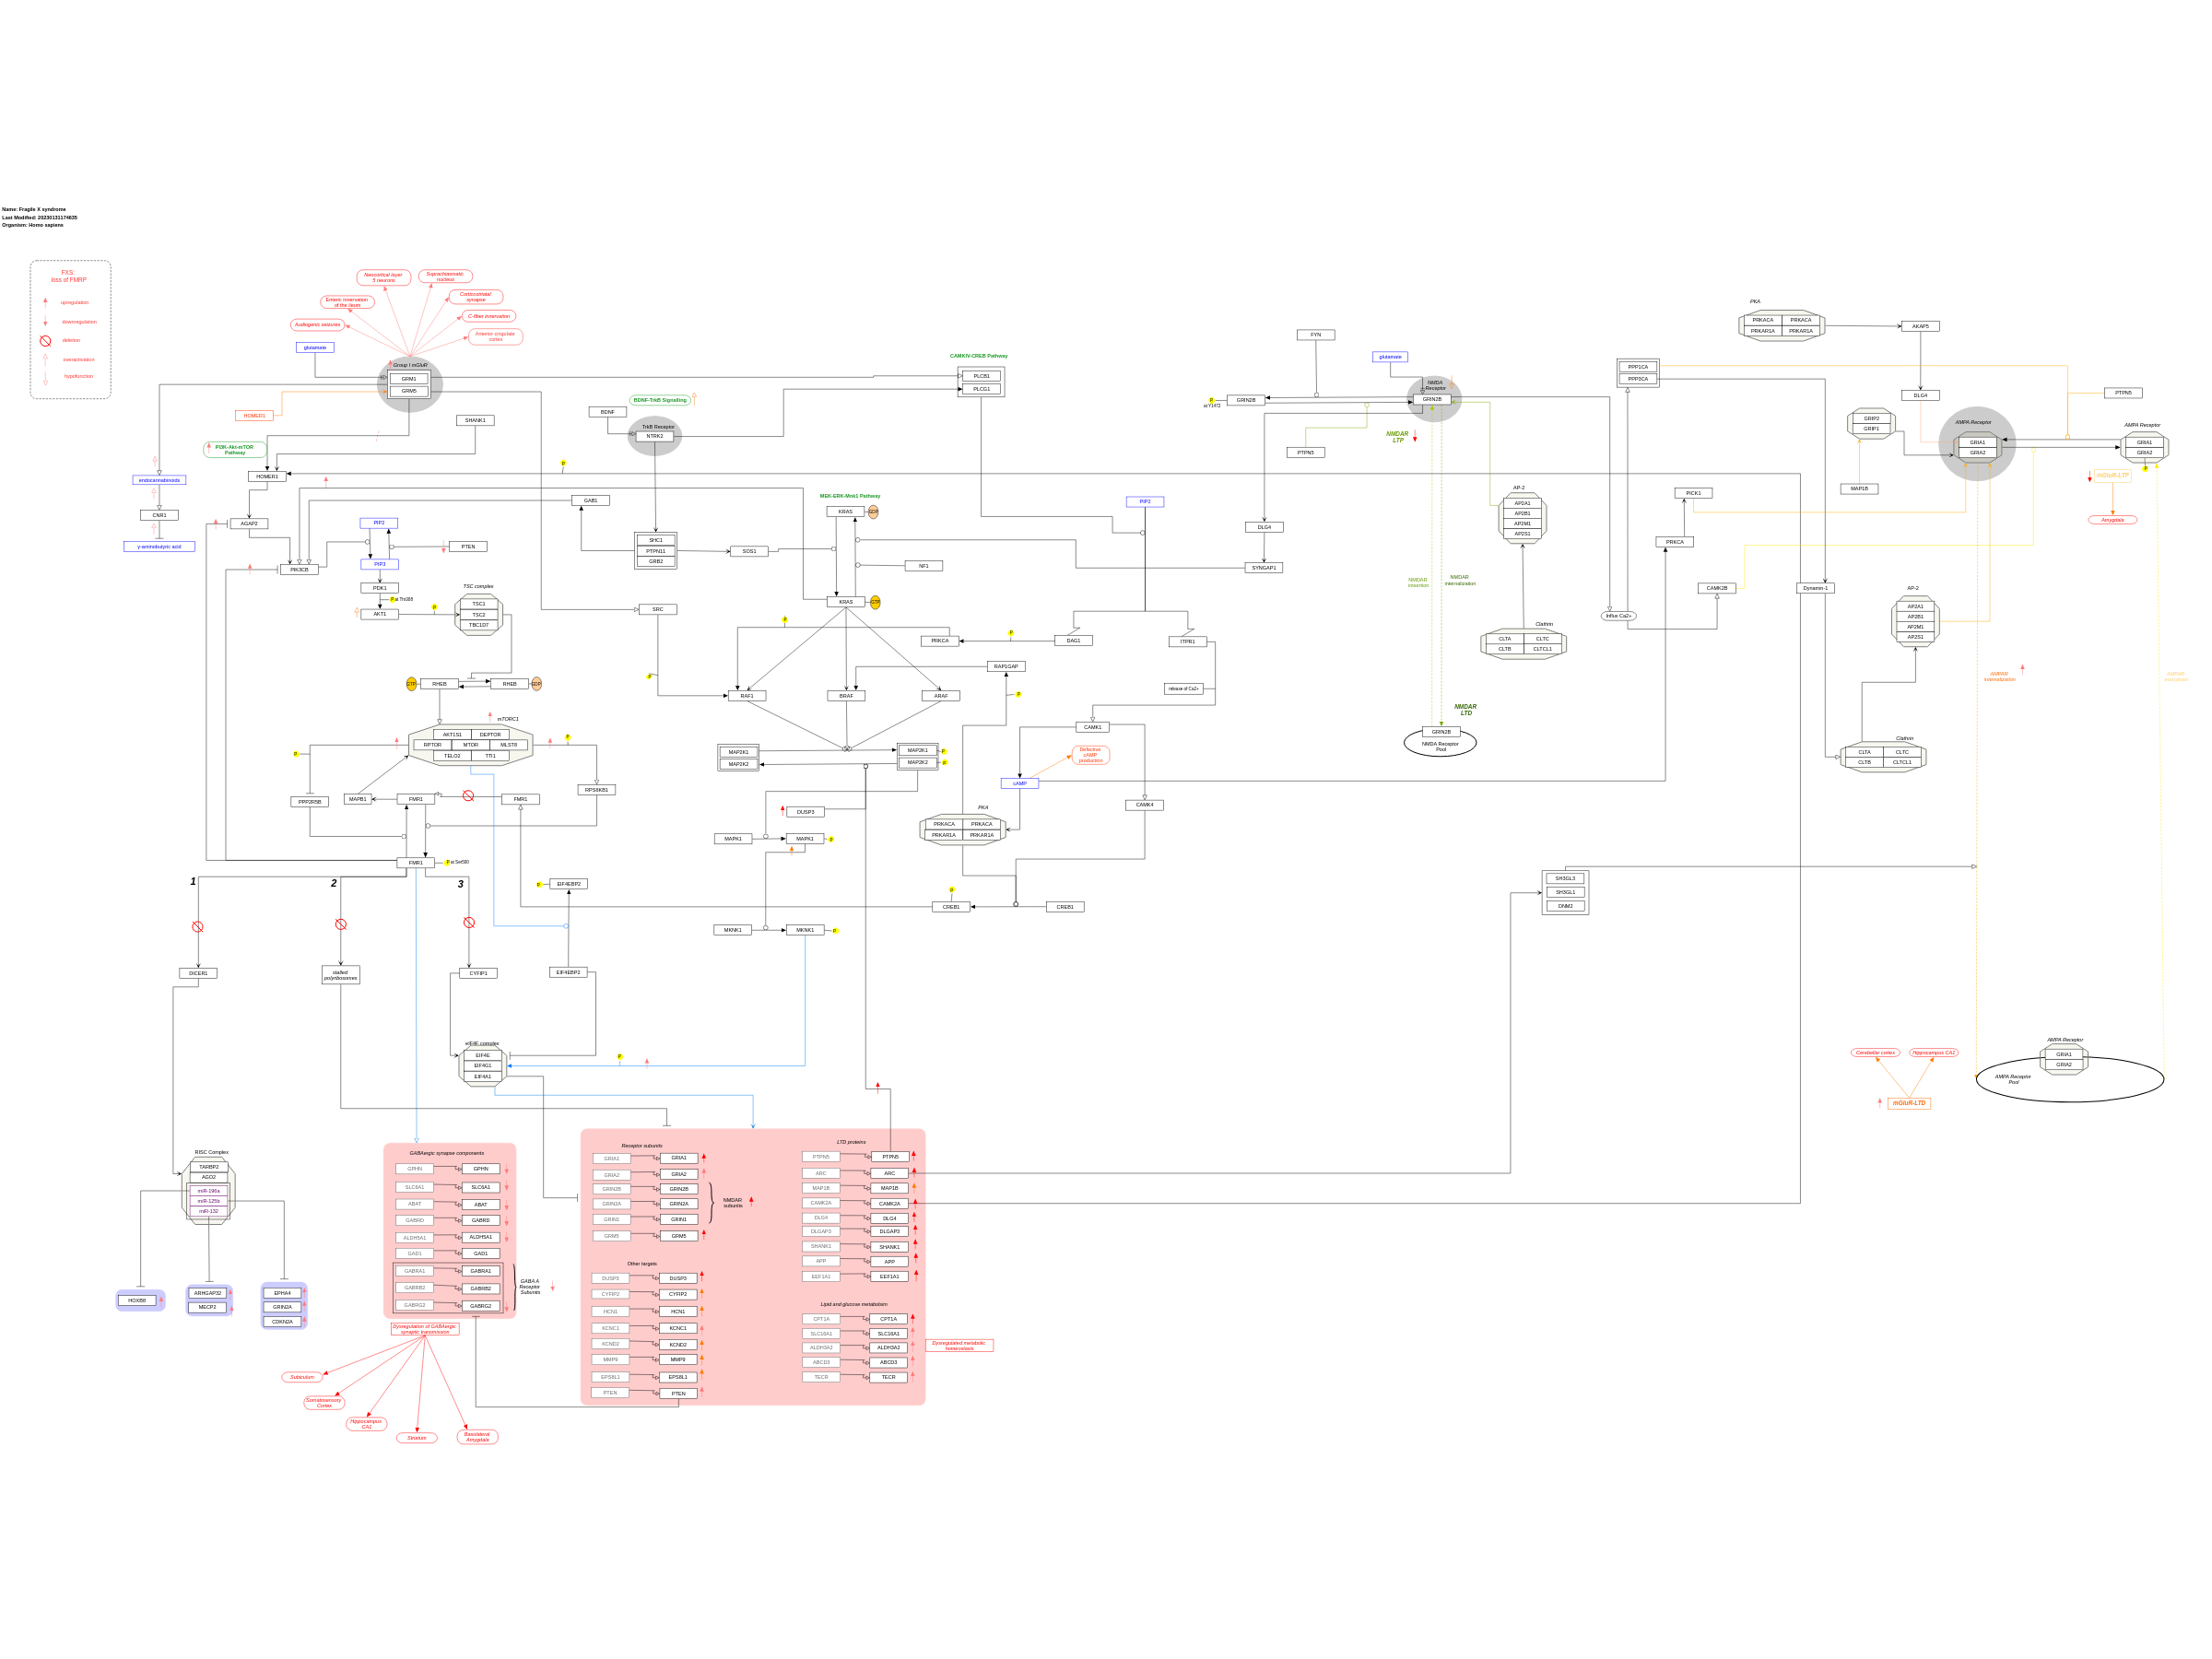 Name: Fragile X syndrome
Last Modified: 20230131174635
Organism: Homo sapiens
FXS:
loss of FMRP
upregulation
downregulation
deletion
overactivation
hypofunction
Neocortical layer
5 neurons
Suprachiasmatic
nucleus
Enteric innervation
of the ileum
Corticostriatal
synapse
Audiogenic seizures
C-fiber innervation
Anterior cingulate
cortex
glutamate
Group I mGluR
GRM1
GRM5
HOMER1
SHANK1
PI3K-Akt-mTOR
Pathway
HOMER1
endocannabinoids
CNR1
y-aminobutyric acid
AGAP2
PIK3CB
PIP2
PIP3
PTEN
PDK1
P at Thr308
AKT1
P
TSC complex
TSC1
TSC2
TBC1D7
GTP
RHEB
RHEB
GDP
mTORC1
AKT1S1
DEPTOR
RPTOR
MTOR
MLST8
TELO2
TTI1
P
P
PPP2R5B
MAPB1
FMR1
FMR1
RPS6KB1
FMR1
P at Ser500
1
2
3
DICER1
stalled
polyribosomes
CYFIP1
P
EIF4EBP2
EIF4EBP2
eIF4F complex
EIF4E
EIF4G1
EIF4A1
P
BDNF-TrkB Signalling
BDNF
TrkB Receptor
NTRK2
P
GAB1
SHC1
PTPN11
GRB2
SOS1
SRC
P
CAMKIV-CREB Pathway
PLCB1
PLCG1
MEK-ERK-Mnk1 Pathway
KRAS
GDP
NF1
KRAS
GTP
P
PRKCA
P
DAG1
ITPR1
RAP1GAP
P
release of Ca2+
RAF1
BRAF
ARAF
CAMK1
MAP2K1
MAP2K2
MAP2K1
MAP2K2
P
P
Defective
cAMP
production
cAMP
CAMK4
DUSP3
MAPK1
MAPK1
P
PKA
PRKACA
PRKACA
PRKAR1A
PRKAR1A
P
CREB1
CREB1
MKNK1
MKNK1
P
PIP2
FYN
glutamate
P
at Y1472
GRIN2B
NMDA
Receptor
GRIN2B
PTPN5
NMDAR
LTP
DLG4
SYNGAP1
NMDAR
insertion
NMDAR
internalization
NMDAR
LTD
GRIN2B
NMDA Receptor
Pool
AP-2
AP2A1
AP2B1
AP2M1
AP2S1
Clathrin
CLTA
CLTC
CLTB
CLTCL1
PPP1CA
PPP3CA
Influx Ca2+
PICK1
PRKCA
CAMK2B
Dynamin-1
PKA
PRKACA
PRKACA
PRKAR1A
PRKAR1A
AKAP5
DLG4
GRIP2
GRIP1
MAP1B
AMPA Receptor
GRIA1
GRIA2
PTPN5
AMPA Receptor
GRIA1
GRIA2
P
mGluR-LTP
Amygdala
AP-2
AP2A1
AP2B1
AP2M1
AP2S1
Clathrin
CLTA
CLTC
CLTB
CLTCL1
AMPAR
internalization
SH3GL3
SH3GL1
DNM2
Cerebellar cortex
Hippocampus CA1
mGluR-LTD
AMPA Receptor
GRIA1
GRIA2
AMPA Receptor
Pool
RISC Complex
TARBP2
AGO2
miR-196a
miR-125b
miR-132
HOXB8
ARHGAP32
MECP2
EPHA4
GRIN2A
CDKN2A
GABAergic synapse components
GPHN
GPHN
SLC6A1
SLC6A1
ABAT
ABAT
GABRD
GABRD
ALDH5A1
ALDH5A1
GAD1
GAD1
GABRA1
GABRA1
GABRB2
GABRB2
GABRG2
GABRG2
GABA A
Receptor
Subunits
Dysregulation of GABAergic
synaptic transmission
Subiculum
Somatosensory
Cortex
Hippocampus
CA1
Striatum
Basolateral
Amygdala
Receptor subunits
GRIA1
GRIA1
GRIA2
GRIA2
GRIN2B
GRIN2B
GRIN2A
GRIN2A
GRIN1
GRIN1
GRM5
GRM5
NMDAR
subunits
Other targets
DUSP3
DUSP3
CYFIP2
CYFIP2
HCN1
HCN1
KCNC1
KCNC1
KCND2
KCND2
MMP9
MMP9
EPS8L1
EPS8L1
PTEN
PTEN
LTD proteins
PTPN5
PTPN5
ARC
ARC
MAP1B
MAP1B
CAMK2A
CAMK2A
DLG4
DLG4
DLGAP3
DLGAP3
SHANK1
SHANK1
APP
APP
EEF1A1
EEF1A1
Lipid and glucose metabolism
CPT1A
CPT1A
SLC16A1
SLC16A1
ALDH3A2
ALDH3A2
ABCD3
ABCD3
TECR
TECR
Dysregulated metabolic
homeostasis